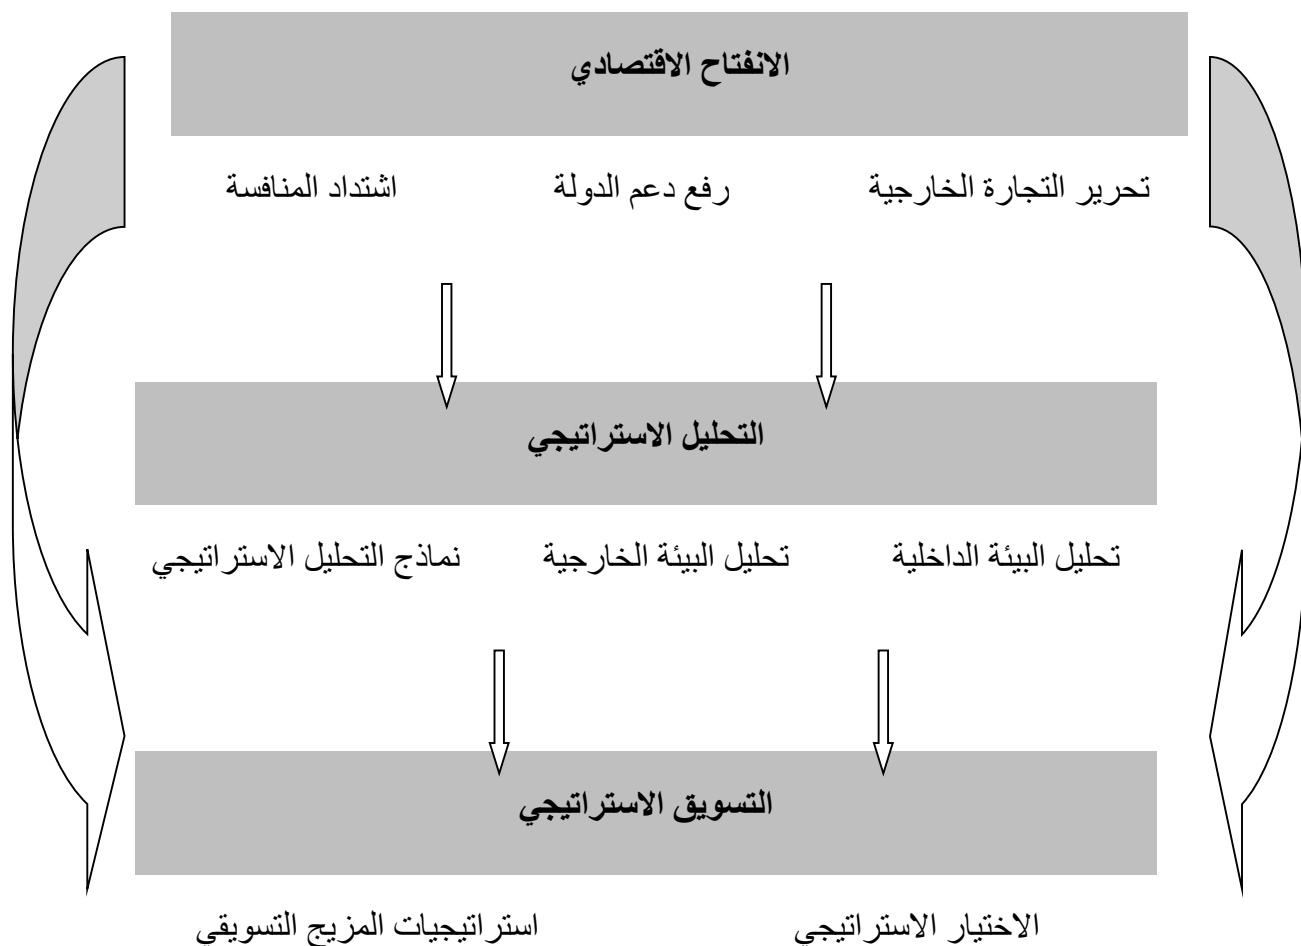 الانفتاح الاقتصادي
تحرير التجارة الخارجية رفع دعم الدولة اشتداد المنافسة
التحليل الاستراتيجي
تحليل البيئة الداخلية تحليل البيئة الخارجية نماذج التحليل الاستراتيجي
التسويق الاستراتيجي
الاختيار الاستراتيجي استراتيجيات المزيج التسويقي